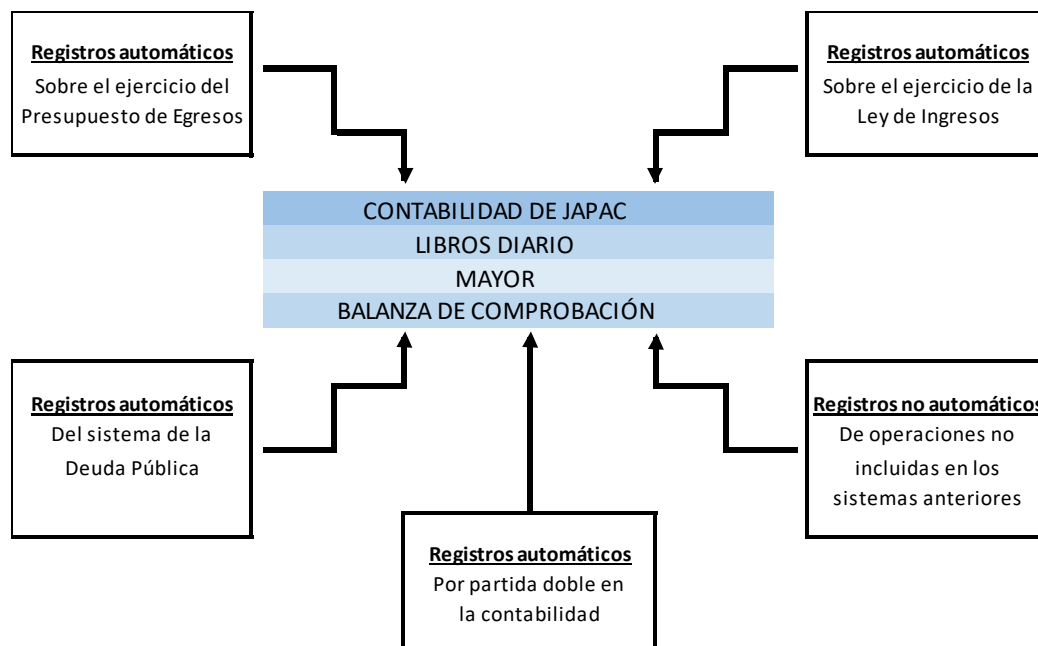 Registros automáticos
Sobre el ejercicio del
Presupuesto de Egresos
Registros automáticos
Sobre el ejercicio de la
Ley de Ingresos
CONTABILIDAD DE JAPAC
LIBROS DIARIO
MAYOR
BALANZA DE COMPROBACIÓN
Registros automáticos
Del sistema de la
Deuda Pública
Registros no automáticos
De operaciones no
incluidas en los
sistemas anteriores
Registros automáticos
Por partida doble en
la contabilidad